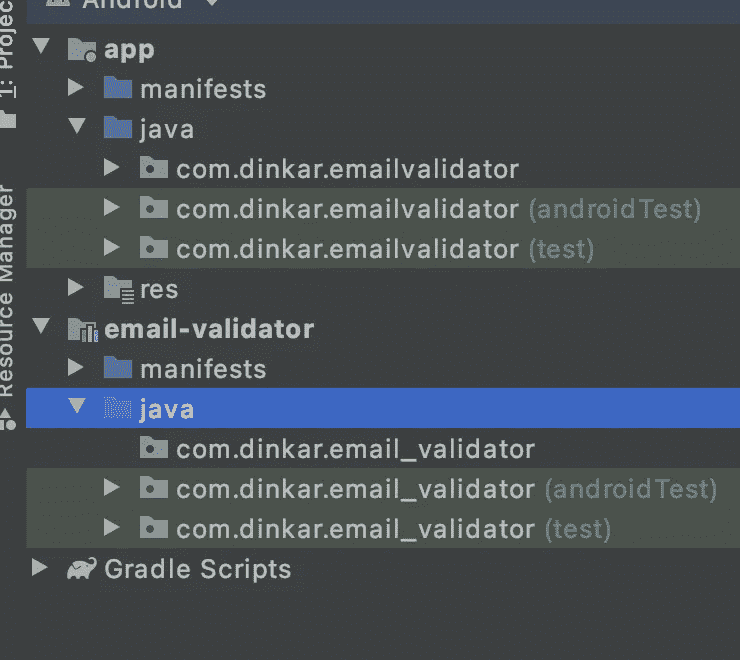 Android
app
manifests
java
com.dinkar.emailvalidator
com.dinkar.emailvalidator (androidTest)
com.dinkar.emailvalidator (test)
res
email-validator
manifests
java
com.dinkar.email_validator
com.dinkar.email_validator (androidTest)
com.dinkar.email_validator (test)
Gradle Scripts
1: Projec
Resource Manager